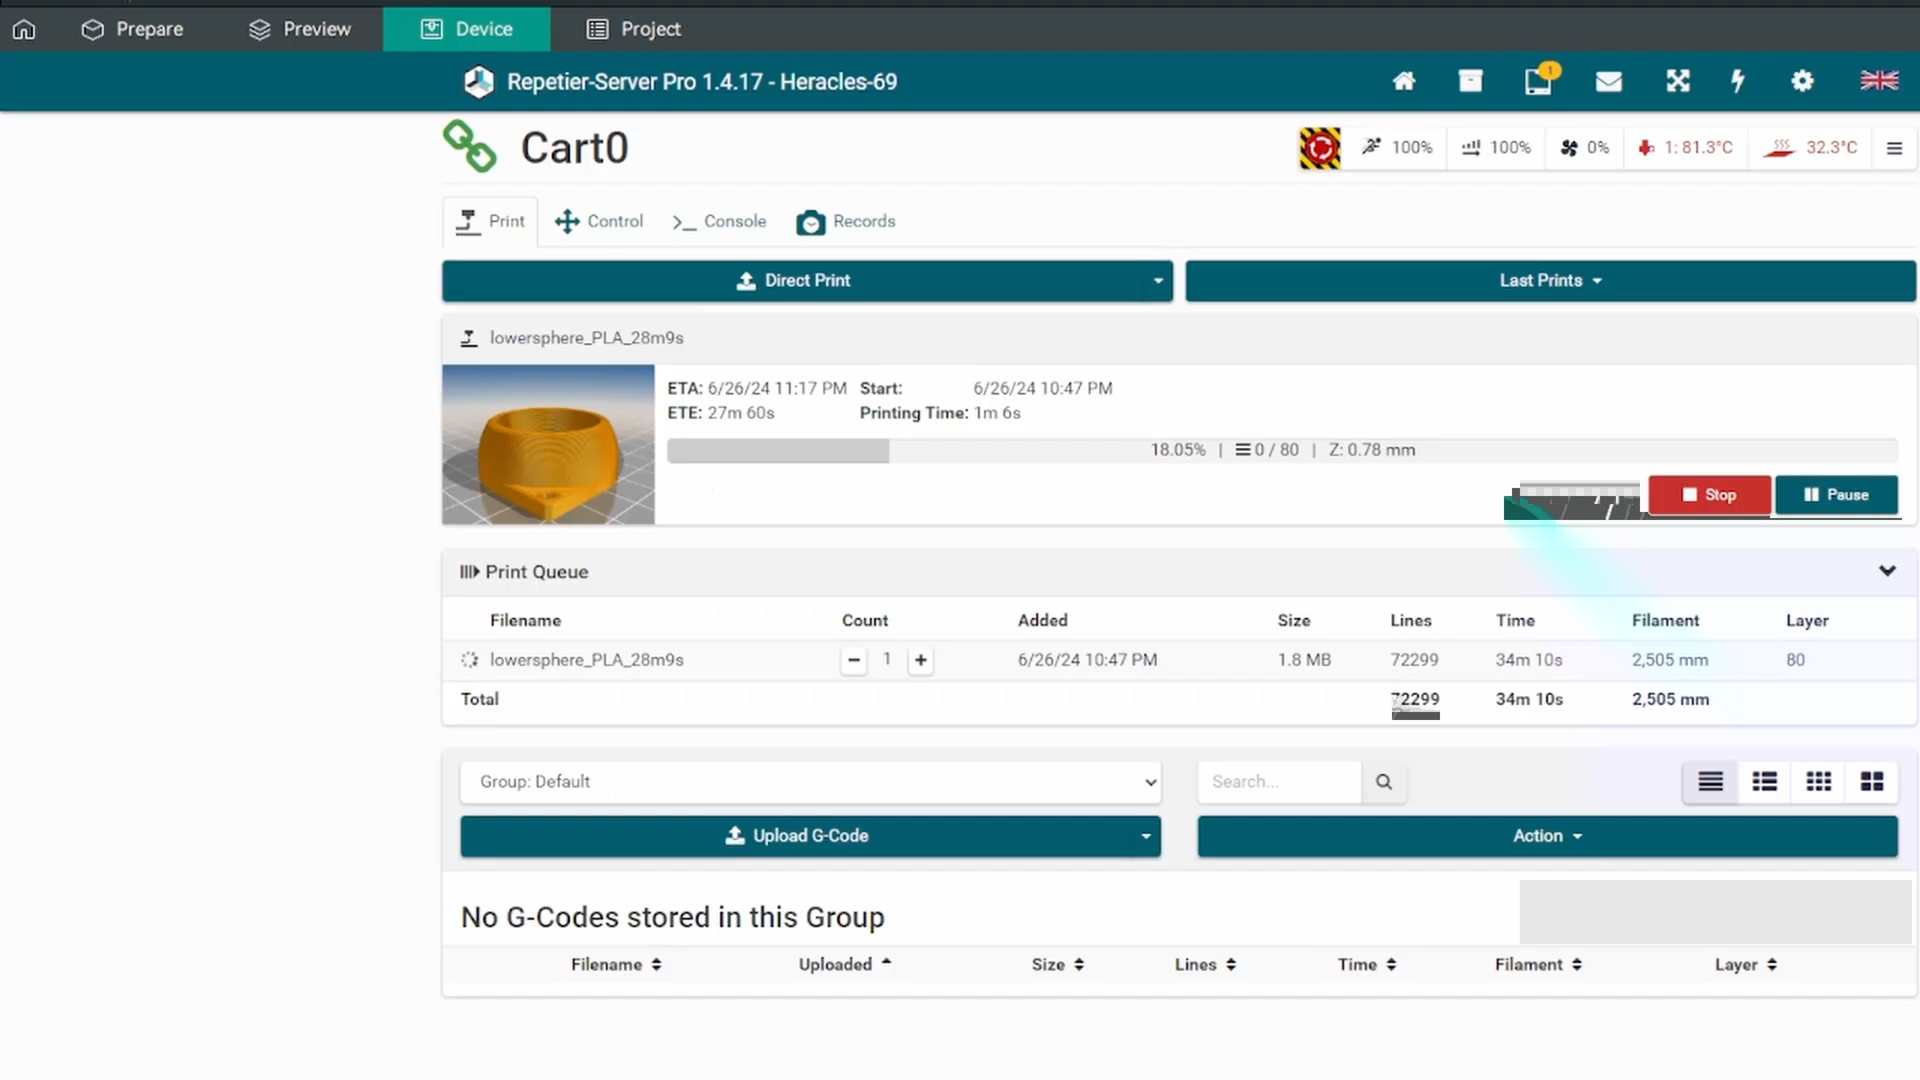 Prepare Preview Device Project
Repetier-Server Pro 1.4.17 - Heracles-69 1
Cart0 100% 100% 0% 1: 81.3°C 32.3°C
Print Control Console Records
Direct Print Last Prints
lowersphere_PLA_28m9s
ETA: 6/26/24 11:17 PM Start: 6/26/24 10:47 PM
ETE: 27m 60s Printing Time: 1m 6s
18.05% | 0 / 80 | Z: 0.78 mm
Stop Pause
Print Queue
Filename Count Added Size Lines Time Filament Layer
lowersphere_PLA_28m9s 1 6/26/24 10:47 PM 1.8 MB 72299 34m 10s 2,505 mm 80
Total 72299 34m 10s 2,505 mm
Group: Default Search...
Upload G-Code Action
No G-Codes stored in this Group
Filename Uploaded Size Lines Time Filament Layer